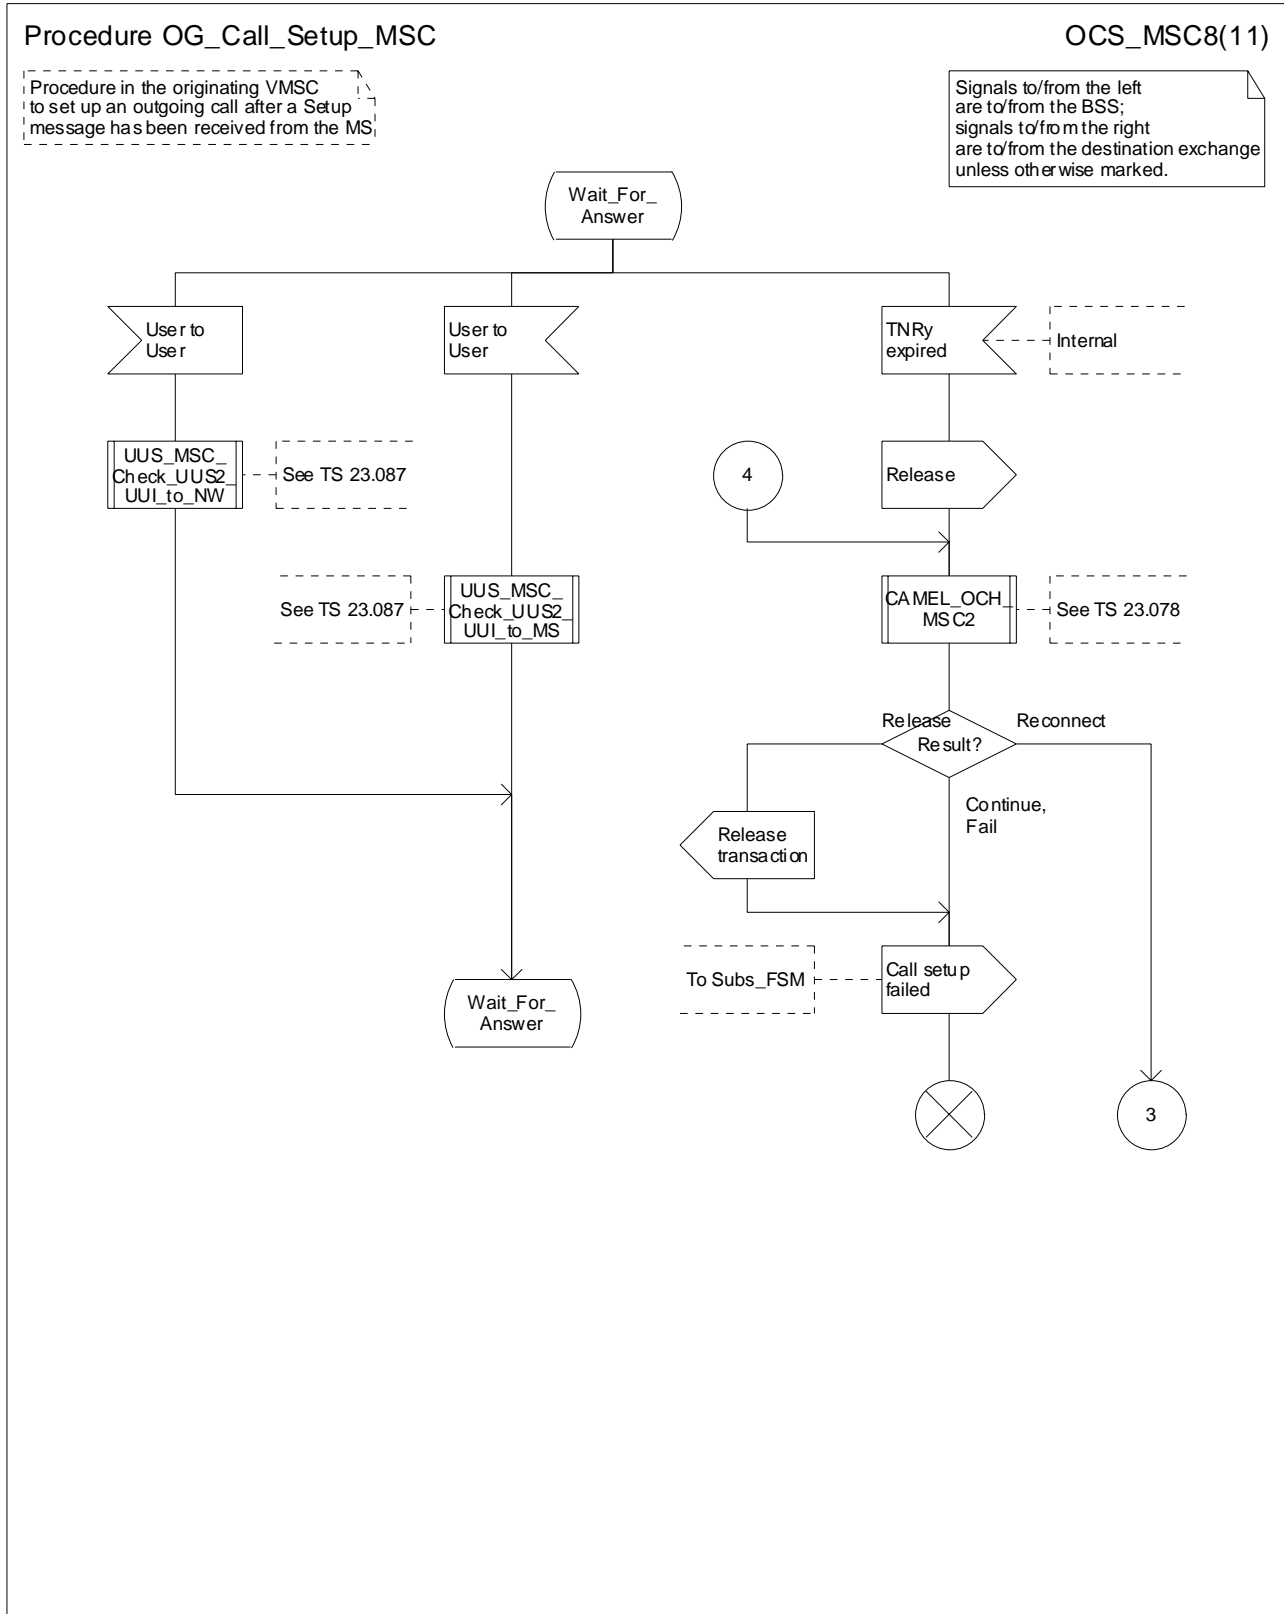 Procedure OG_Call_Setup_MSC
OCS_MSC8(11)
Procedure in the originating VMSC
to set up an outgoing call after a Setup
message has been received from the MS
Signals to/from the left
are to/from the BSS;
signals to/from the right
are to/from the destination exchange
unless otherwise marked.
Wait_For_
Answer
User to
User
User to
User
TNRy
expired
Internal
UUS_MSC_
Check_UUS2_
UUI_to_NW
See TS 23.087
4
Release
See TS 23.087
UUS_MSC_
Check_UUS2_
UUI_to_MS
CAMEL_OCH_
MSC2
See TS 23.078
Release
Reconnect
Result?
Continue,
Fail
Release
transaction
To Subs_FSM
Call setup
failed
Wait_For_
Answer
3